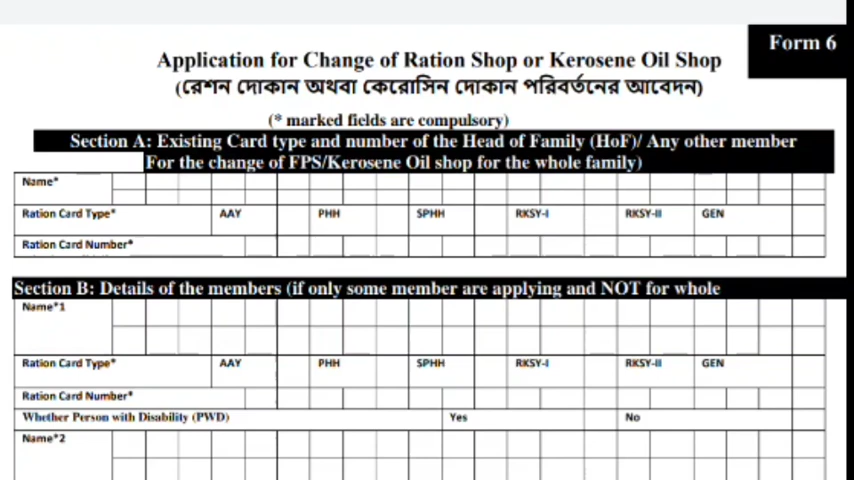 Form 6
Application for Change of Ration Shop or Kerosene Oil Shop
(রেশন দোকান অথবা কেরোসিন দোকান পরিবর্তনের আবেদন)
(* marked fields are compulsory)
Section A: Existing Card type and number of the Head of Family (HoF)/ Any other member
For the change of FPS/Kerosene Oil shop for the whole family)
Name*
Ration Card Type* AAY PHH SPHH RKSY-I RKSY-II GEN
Ration Card Number*
Section B: Details of the members (if only some member are applying and NOT for whole
Name*1
Ration Card Type* AAY PHH SPHH RKSY-I RKSY-II GEN
Ration Card Number*
Whether Person with Disability (PWD) Yes No
Name*2